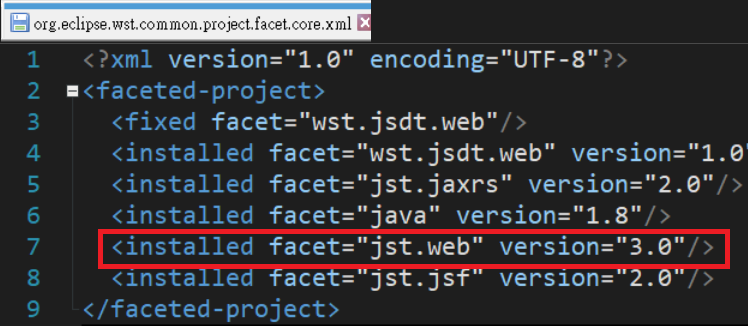 org.eclipse.wst.common.project.facet.core.xml
1 <?xml version="1.0" encoding="UTF-8"?>
2 <faceted-project>
3 <fixed facet="wst.jsdt.web"/>
4 <installed facet="wst.jsdt.web" version="1.0
5 <installed facet="jst.jaxrs" version="2.0"/>
6 <installed facet="java" version="1.8"/>
7 <installed facet="jst.web" version="3.0"/>
8 <installed facet="jst.jsf" version="2.0"/>
9 </faceted-project>